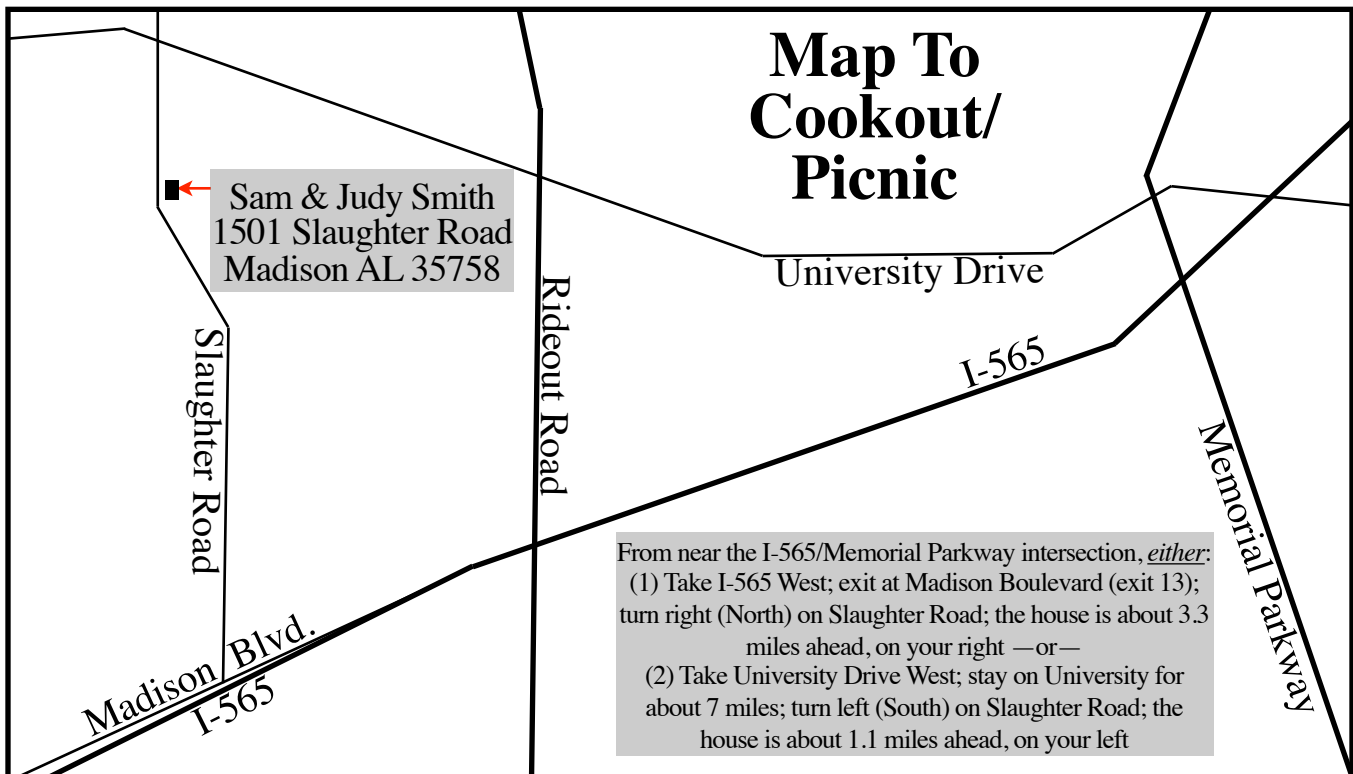 Map To
Cookout/
Picnic
Sam & Judy Smith
1501 Slaughter Road
Madison AL 35758
University Drive
Rideout Road
I-565
Slaughter Road
Memorial Parkway
Madison Blvd.
I-565
From near the I-565/Memorial Parkway intersection, either:
(1) Take I-565 West; exit at Madison Boulevard (exit 13);
turn right (North) on Slaughter Road; the house is about 3.3
miles ahead, on your right —or—
(2) Take University Drive West; stay on University for
about 7 miles; turn left (South) on Slaughter Road; the
house is about 1.1 miles ahead, on your left